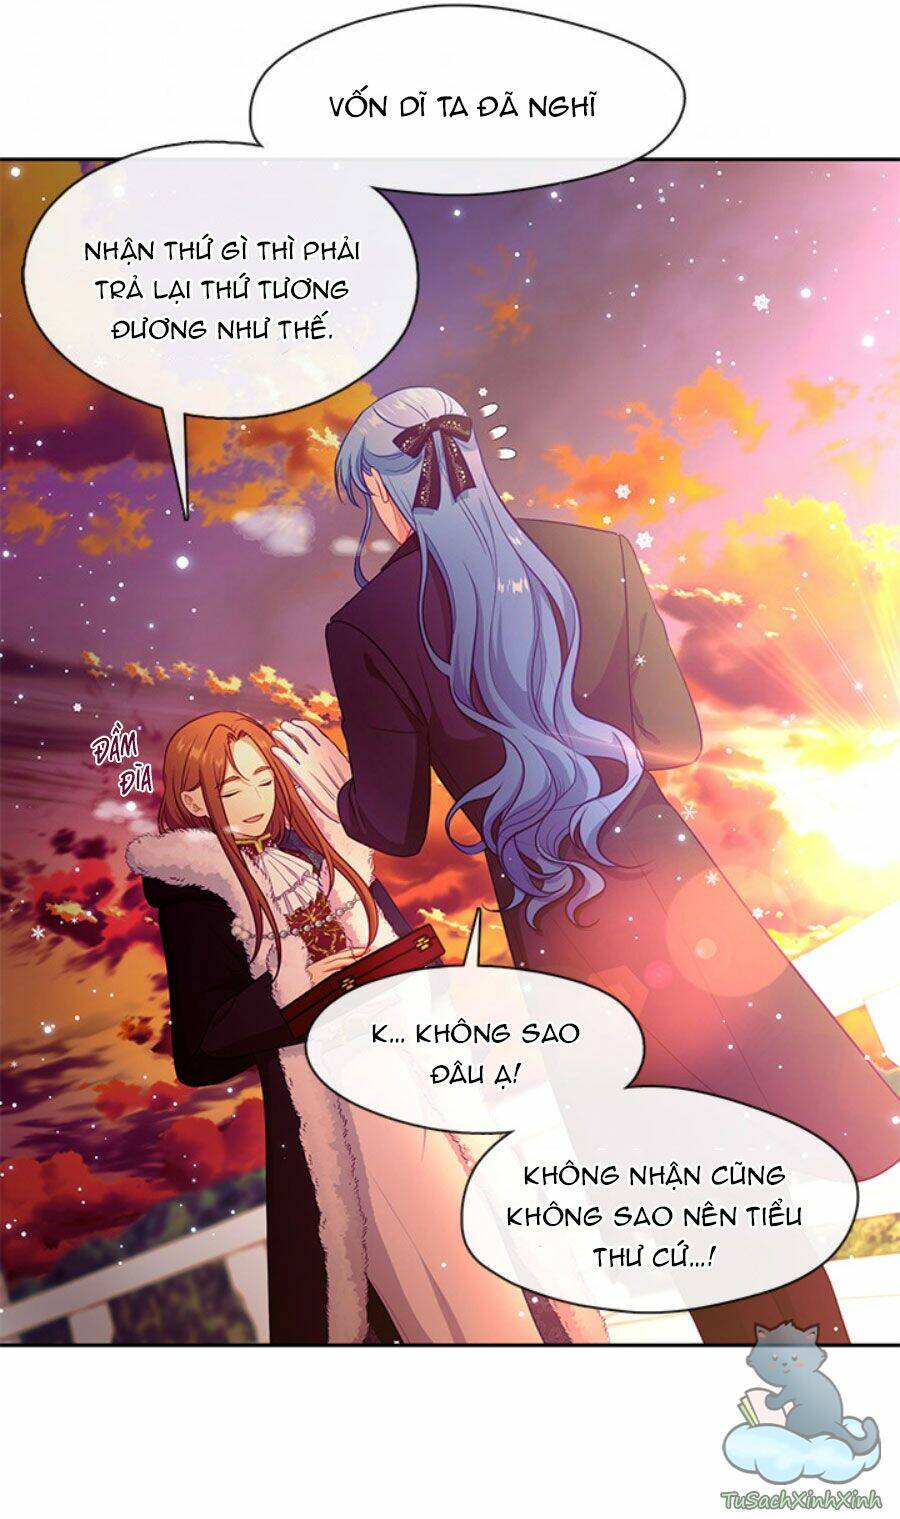 VỐN DĨ TA ĐÃ NGHĨ
NHẬN THỨ GÌ THÌ PHẢI
TRẢ LẠI THỨ TƯƠNG
ĐƯƠNG NHƯ THẾ.
ĐẦM
ĐÌA
K... KHÔNG SAO
ĐÂU Ạ!
KHÔNG NHẬN CŨNG
KHÔNG SAO NÊN TIỂU
THƯ CỨ...!
TuSachXinhXinh